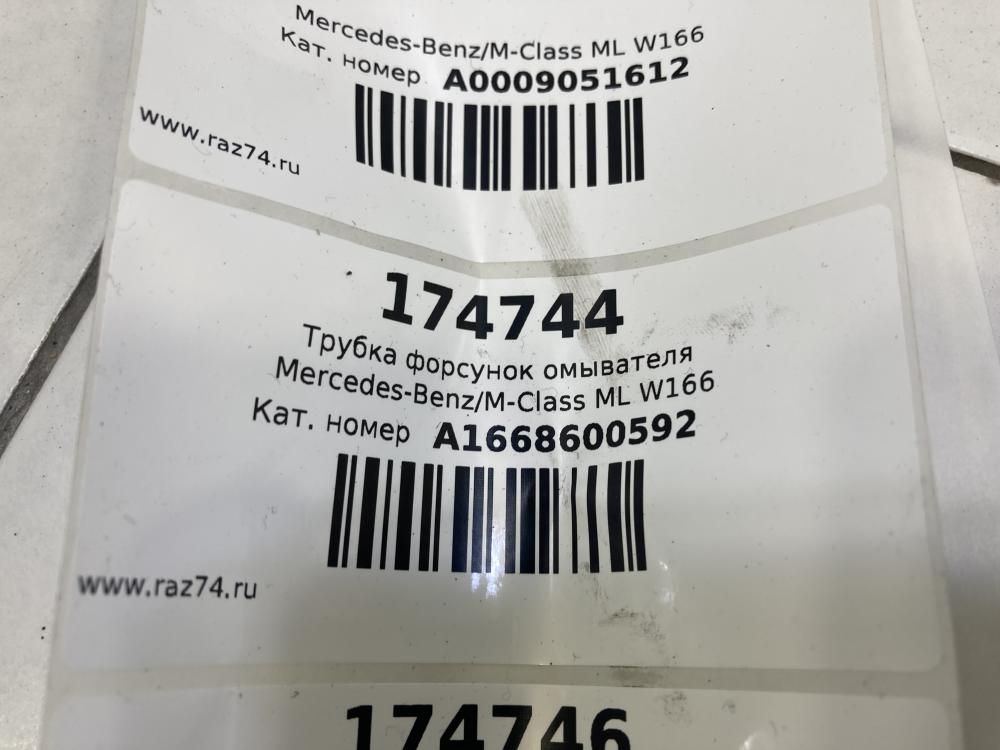 Mercedes-Benz/M-Class ML W166
Кат. номер A0009051612
www.raz74.ru
174744
Трубка форсунок омывателя
Mercedes-Benz/M-Class ML W166
Кат. номер A1668600592
www.raz74.ru
174746